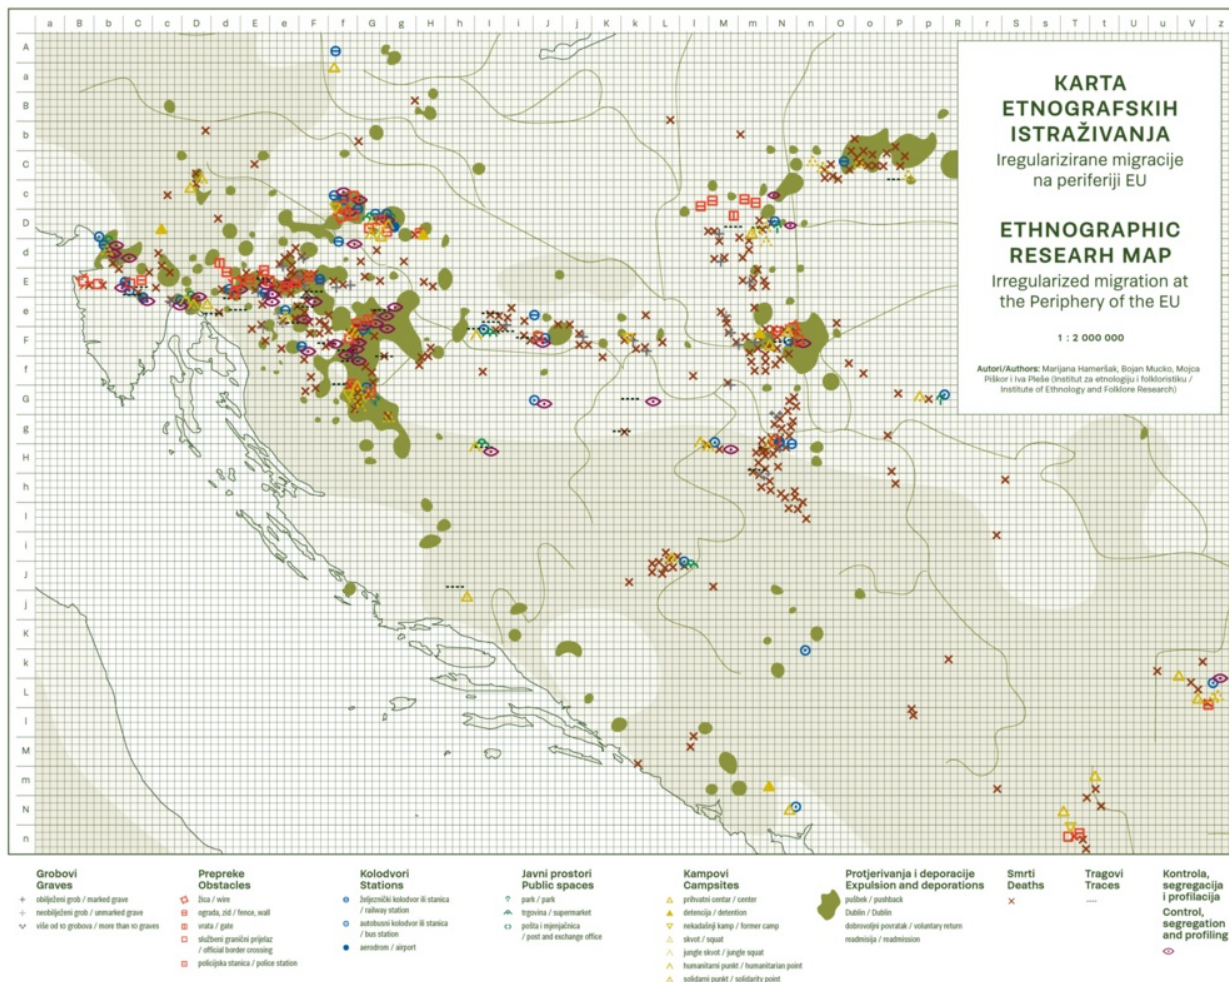 a B b C c D d E e F f G g H h I i J j K k L l M m N n O o P p R r S s T t U u V v z
KARTA
ETNOGRAFSKIH
ISTRAŽIVANJA
Iregularizirane migracije
na periferiji EU
ETHNOGRAPHIC
RESEARH MAP
Irregularized migration at
the Periphery of the EU
1 : 2 000 000
Autori/Authors: Marijana Hameršak, Bojan Mucko, Mojca
Piškor i Iva Pleše (Institut za etnologiju i folkloristiku /
Institute of Ethnology and Folklore Research)
A
a
B
b
C
c
D
d
E
e
F
f
G
g
H
h
I
i
J
j
K
k
L
l
M
m
N
n
Grobovi
Graves
obilježeni grob / marked grave
neobilježeni grob / unmarked grave
više od 10 grobova / more than 10 graves
Prepreke
Obstacles
žica / wire
ograda, zid / fence, wall
vrata / gate
službeni granični prijelaz
/ official border crossing
policijska stanica / police station
Kolodvori
Stations
željeznički kolodvor ili stanica
/ railway station
autobusni kolodvor ili stanica
/ bus station
aerodrom / airport
Javni prostori
Public spaces
park / park
trgovina / supermarket
pošta i mjenjačnica
/ post and exchange office
Kampovi
Campsites
prihvatni centar / center
detencija / detention
nekadašnji kamp / former camp
skvot / squat
jungle skvot / jungle squat
humanitarni punkt / humanitarian point
solidarni punkt / solidarity point
Protjerivanja i deporacije
Expulsion and deporations
pušbek / pushback
Dublin / Dublin
dobrovoljni povratak / voluntary return
readmisija / readmission
Smrti
Deaths
Tragovi
Traces
Kontrola,
segregacija
i profilacija
Control,
segregation
and profiling